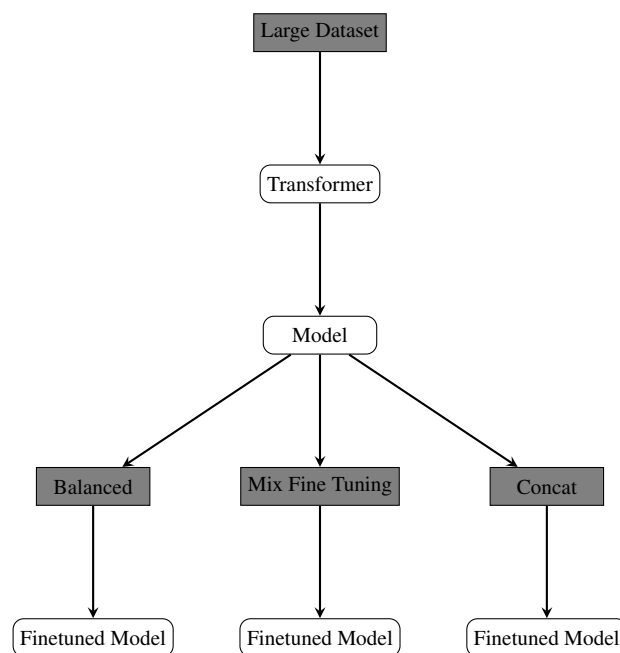 Large Dataset
Transformer
Model
Balanced
Mix Fine Tuning
Concat
Finetuned Model
Finetuned Model
Finetuned Model